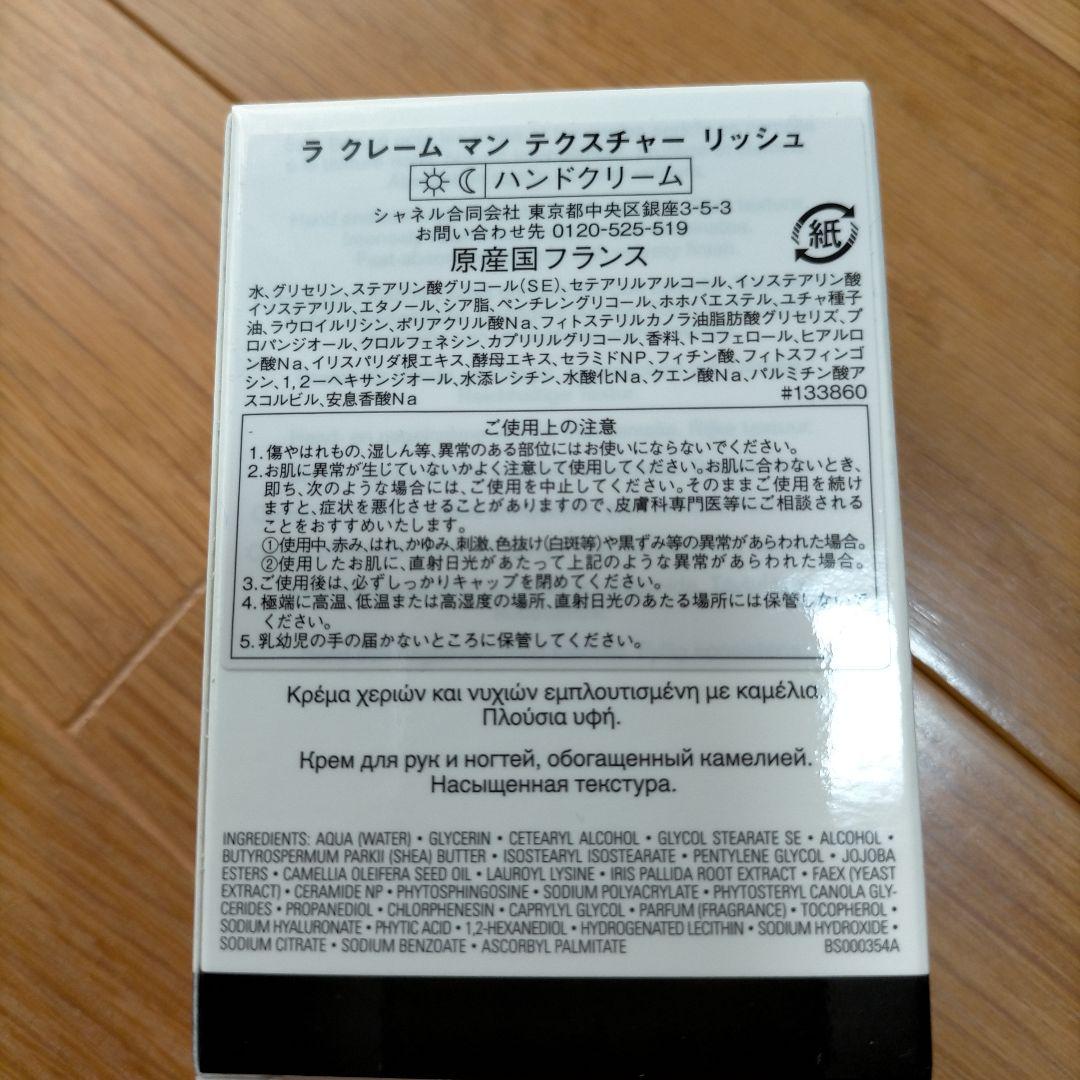 ラ クレーム マン テクスチャー リッシュ
ハンドクリーム
シャネル合同会社 東京都中央区銀座3-5-3
お問い合わせ先 0120-525-519
紙
原産国フランス
水、グリセリン、ステアリン酸グリコール(SE)、セテアリルアルコール、イソステアリン酸
イソステアリル、エタノール、シア脂、ペンチレングリコール、ホホバエステル、ユチャ種子
油、ラウロイルリシン、ポリアクリル酸Na、フィトステリルカノラ油脂肪酸グリセリズ、プ
ロパンジオール、クロルフェネシン、カプリリルグリコール、香料、トコフェロール、ヒアルロ
ン酸Na、イリスパリダ根エキス、酵母エキス、セラミドNP、フィチン酸、フィトスフィンゴ
シン、1,2-ヘキサンジオール、水添レシチン、水酸化Na、クエン酸Na、パルミチン酸ア
スコルビル、安息香酸Na #133860
ご使用上の注意
1.傷やはれもの、湿しん等、異常のある部位にはお使いにならないでください。
2.お肌に異常が生じていないかよく注意して使用してください。お肌に合わないとき、
即ち、次のような場合には、ご使用を中止してください。そのままご使用を続け
ますと、症状を悪化させることがありますので、皮膚科専門医等にご相談される
ことをおすすめいたします。
①使用中、赤み、はれ、かゆみ、刺激、色抜け(白斑等)や黒ずみ等の異常があらわれた場合。
②使用したお肌に、直射日光があたって上記のような異常があらわれた場合。
3.ご使用後は、必ずしっかりキャップを閉めてください。
4.極端に高温、低温または高湿度の場所、直射日光のあたる場所には保管しないで
ください。
5.乳幼児の手の届かないところに保管してください。
Κρέμα χεριών και νυχιών εμπλουτισμένη με καμέλια.
Πλούσια υφή.
Крем для рук и ногтей, обогащенный камелией.
Насыщенная текстура.
INGREDIENTS: AQUA (WATER) • GLYCERIN • CETEARYL ALCOHOL • GLYCOL STEARATE SE • ALCOHOL •
BUTYROSPERMUM PARKII (SHEA) BUTTER • ISOSTEARYL ISOSTEARATE • PENTYLENE GLYCOL • JOJOBA
ESTERS • CAMELLIA OLEIFERA SEED OIL • LAUROYL LYSINE • IRIS PALLIDA ROOT EXTRACT • FAEX (YEAST
EXTRACT) • CERAMIDE NP • PHYTOSPHINGOSINE • SODIUM POLYACRYLATE • PHYTOSTERYL CANOLA GLY-
CERIDES • PROPANEDIOL • CHLORPHENESIN • CAPRYLYL GLYCOL • PARFUM (FRAGRANCE) • TOCOPHEROL •
SODIUM HYALURONATE • PHYTIC ACID • 1,2-HEXANEDIOL • HYDROGENATED LECITHIN • SODIUM HYDROXIDE •
SODIUM CITRATE • SODIUM BENZOATE • ASCORBYL PALMITATE BS000354A